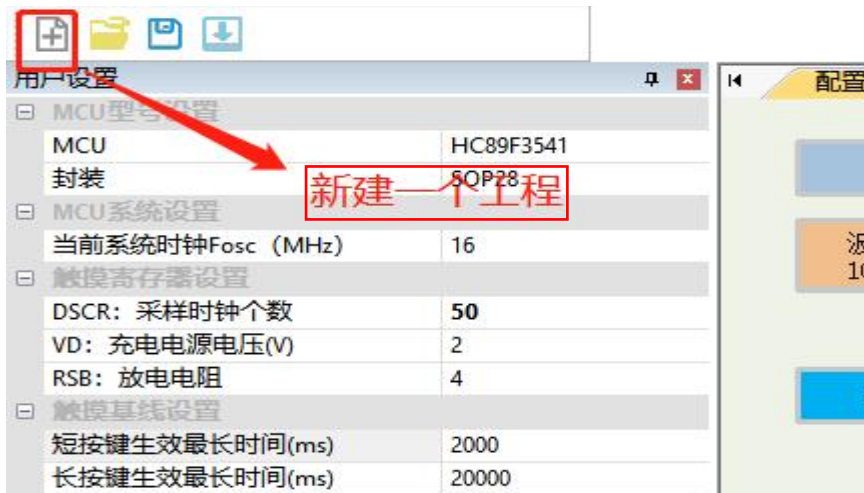 用户设置
配置
MCU型号设置
MCU HC89F3541
封装 SOP28
新建一个工程
MCU系统设置
当前系统时钟Fosc（MHz） 16
触摸寄存器设置
DSCR：采样时钟个数 50
VD：充电电源电压(V) 2
RSB：放电电阻 4
触摸基线设置
短按键生效最长时间(ms) 2000
长按键生效最长时间(ms) 20000
波
10